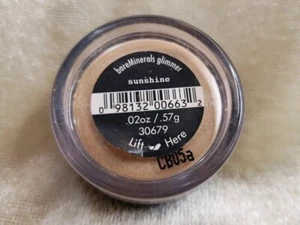 bareMinerals glimmer
sunshine
0 98132 00663 2
.02oz / .57g
30679
Lift Here
CB05a